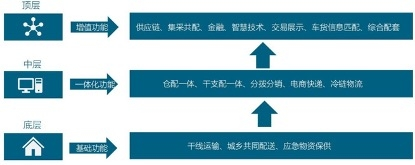 顶层
增值功能
供应链、集采共配、金融、智慧技术、交易展示、车货信息匹配、综合配套
中层
一体化功能
仓配一体、干支配一体、分拨分销、电商快递、冷链物流
底层
基础功能
干线运输、城乡共同配送、应急物资保供